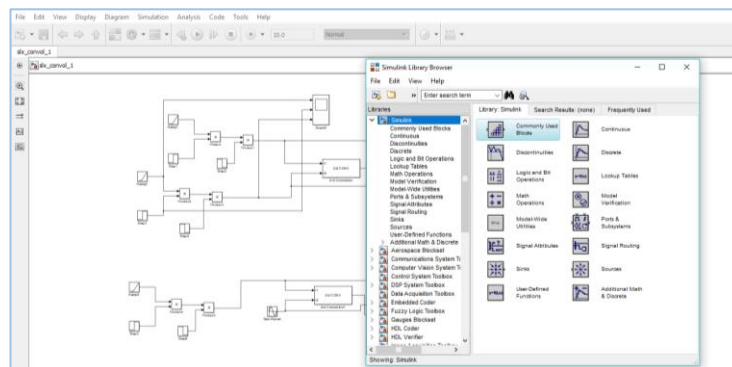 File Edit View Display Diagram Simulation Analysis Code Tools Help
10.0
Normal
slx_convol_1
slx_convol_1
Simulink Library Browser
File Edit View Help
Enter search term
Libraries
Library: Simulink
Search Results: (none)
Frequently Used
Simulink
Commonly Used Blocks
Continuous
Discontinuities
Discrete
Logic and Bit Operations
Lookup Tables
Math Operations
Model Verification
Model-Wide Utilities
Ports & Subsystems
Signal Attributes
Signal Routing
Sinks
Sources
User-Defined Functions
Additional Math & Discrete
Aerospace Blockset
Communications System T
Computer Vision System T
Control System Toolbox
DSP System Toolbox
Data Acquisition Toolbox
Embedded Coder
Fuzzy Logic Toolbox
Gauges Blockset
HDL Coder
HDL Verifier
Commonly Used
Blocks
Continuous
Discontinuities
Discrete
Logic and Bit
Operations
Lookup Tables
Math
Operations
Model
Verification
Model-Wide
Utilities
Ports &
Subsystems
Signal Attributes
Signal Routing
Sinks
Sources
User-Defined
Functions
Additional Math
& Discrete
Showing: Simulink